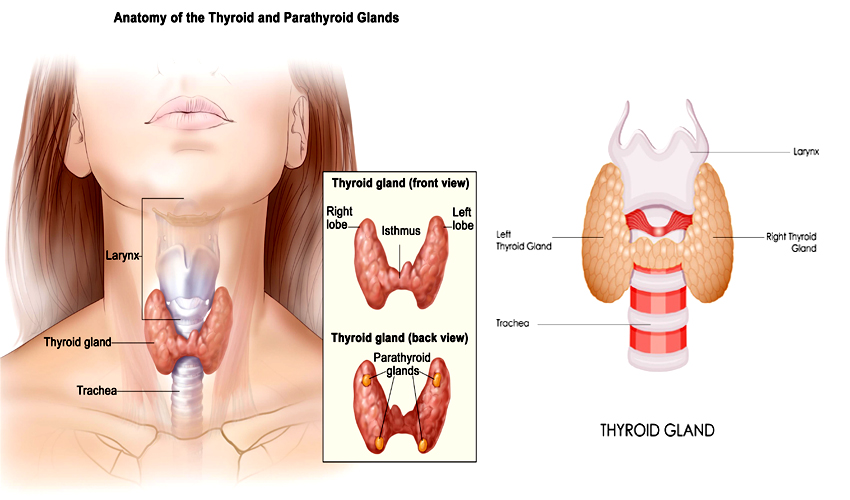 Anatomy of the Thyroid and Parathyroid Glands
Larynx
Thyroid gland
Trachea
Thyroid gland (front view)
Right
lobe
Isthmus
Left
lobe
Thyroid gland (back view)
Parathyroid
glands
Larynx
Left
Thyroid Gland
Right Thyroid
Gland
Trachea
THYROID GLAND